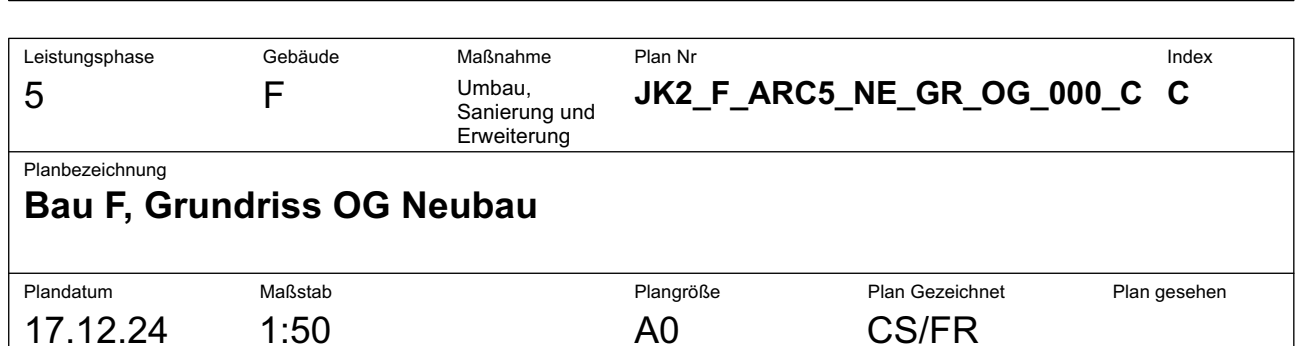 Leistungsphase Gebäude Maßnahme Plan Nr Index
5 F Umbau, JK2_F_ARC5_NE_GR_OG_000_C C
Sanierung und
Erweiterung
Planbezeichnung
Bau F, Grundriss OG Neubau
Plandatum Maßstab Plangröße Plan Gezeichnet Plan gesehen
17.12.24 1:50 A0 CS/FR